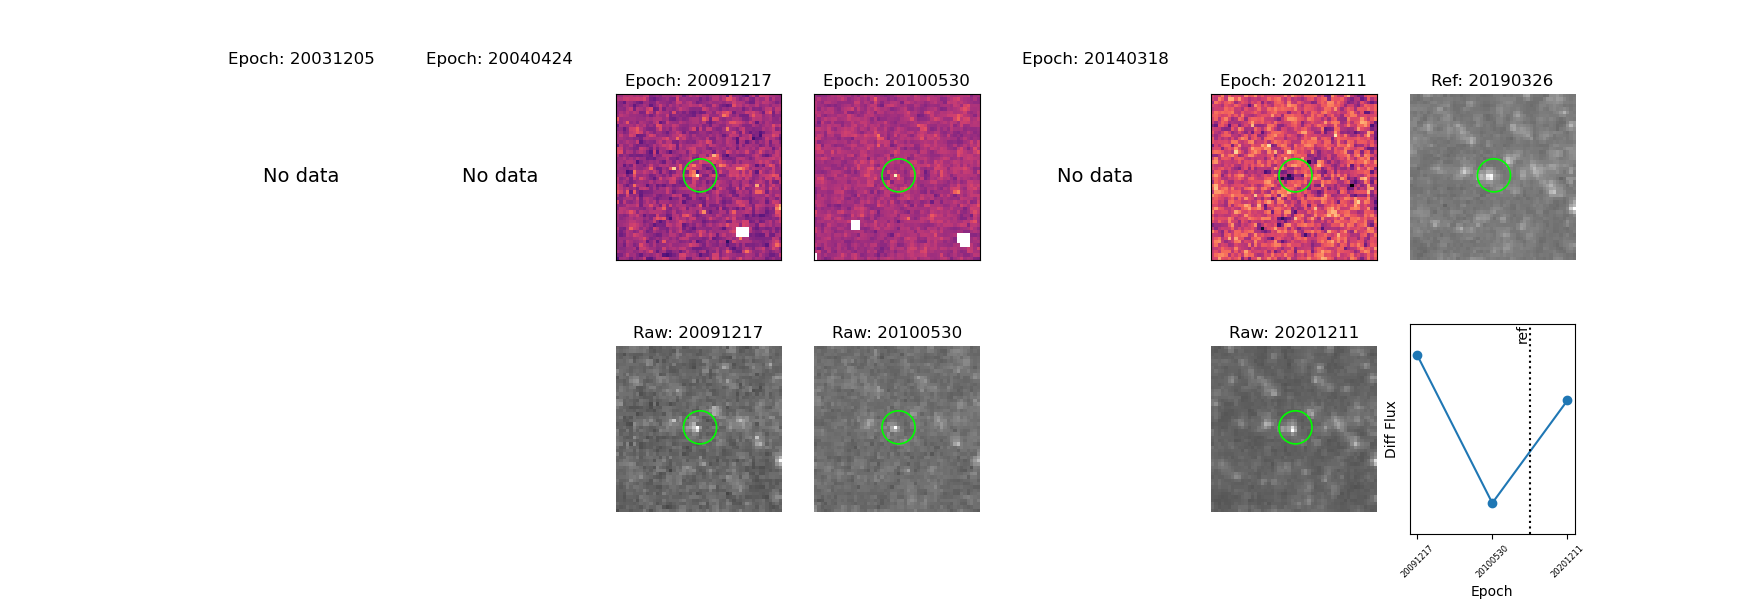 Epoch: 20031205
Epoch: 20040424
Epoch: 20091217
Epoch: 20100530
Epoch: 20140318
Epoch: 20201211
Ref: 20190326
No data
No data
No data
Raw: 20091217
Raw: 20100530
Raw: 20201211
ref
Diff Flux
20091217
20100530
20201211
Epoch